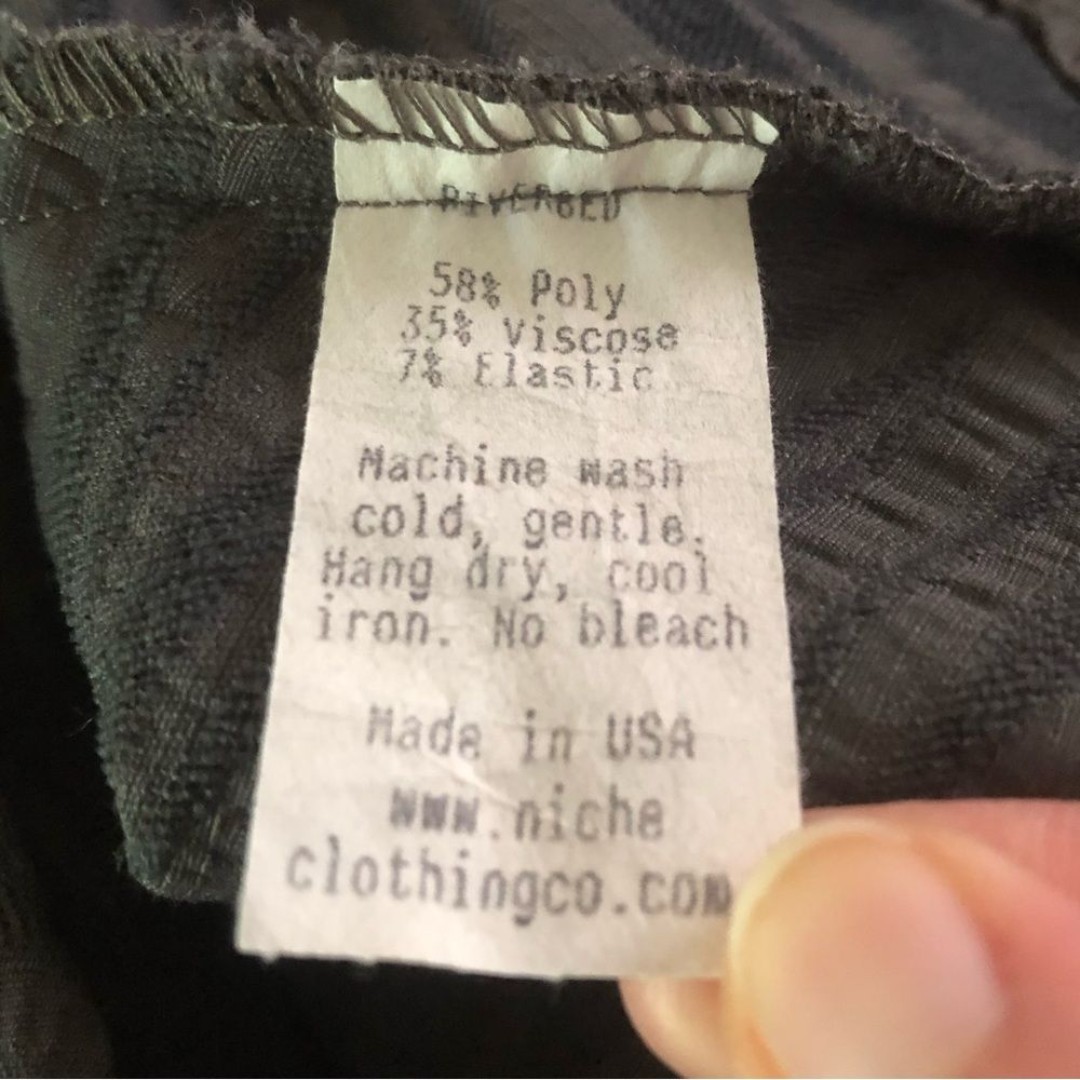 RIVERBED
58% Poly
35% Viscose
7% Elastic
Machine wash
cold, gentle.
Hang dry, cool
iron. No bleach
Made in USA
www.niche
clothingco.com